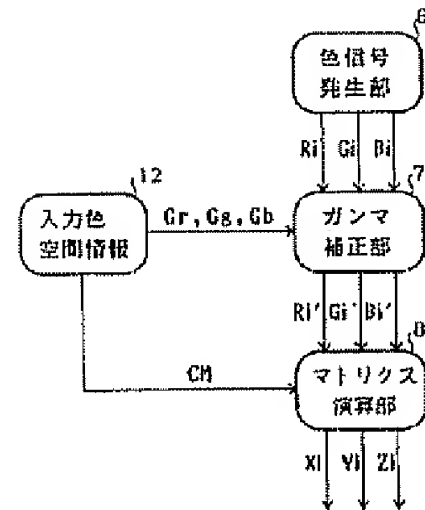 6
色信号
発生部
Ri Gi Bi
7
12
入力色
空間情報
Gr, Gg, Gb
ガンマ
補正部
Ri' Gi' Bi'
8
CM
マトリクス
演算部
Xi Yi Zi